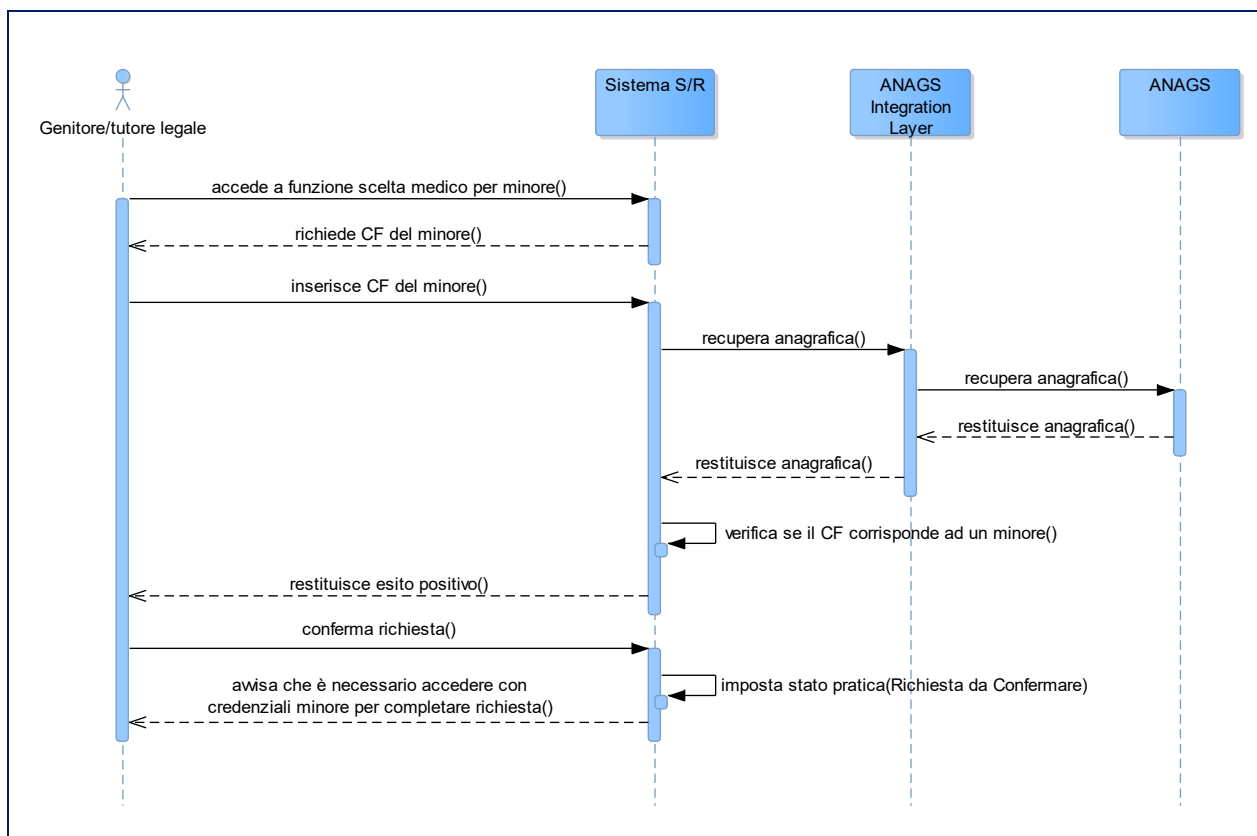 Genitore/tutore legale
Sistema S/R
ANAGS
Integration
Layer
ANAGS
accede a funzione scelta medico per minore()
richiede CF del minore()
inserisce CF del minore()
recupera anagrafica()
recupera anagrafica()
restituisce anagrafica()
restituisce anagrafica()
verifica se il CF corrisponde ad un minore()
restituisce esito positivo()
conferma richiesta()
imposta stato pratica(Richiesta da Confermare)
avvisa che è necessario accedere con
credenziali minore per completare richiesta()